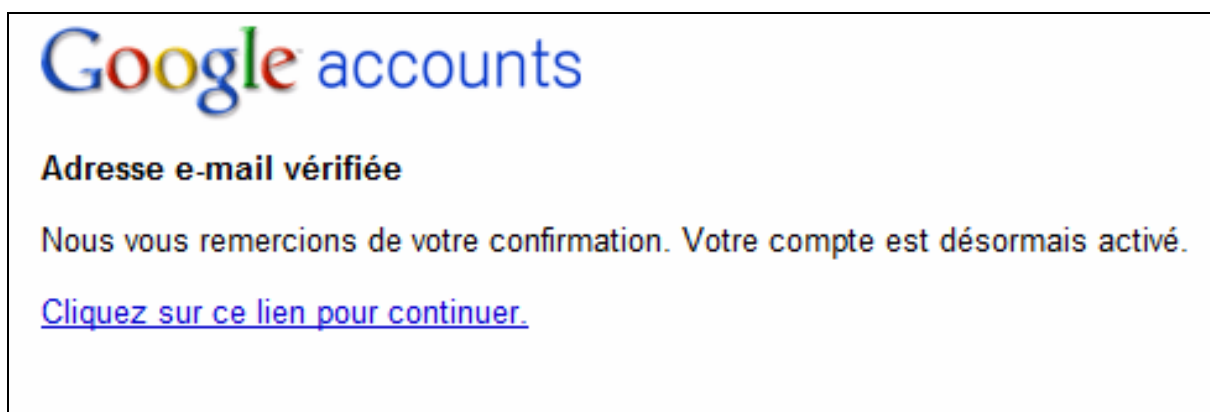 Google accounts
Adresse e-mail vérifiée
Nous vous remercions de votre confirmation. Votre compte est désormais activé.
Cliquez sur ce lien pour continuer.